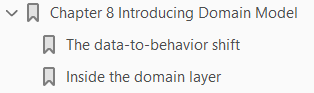 Chapter 8 Introducing Domain Model
The data-to-behavior shift
Inside the domain layer